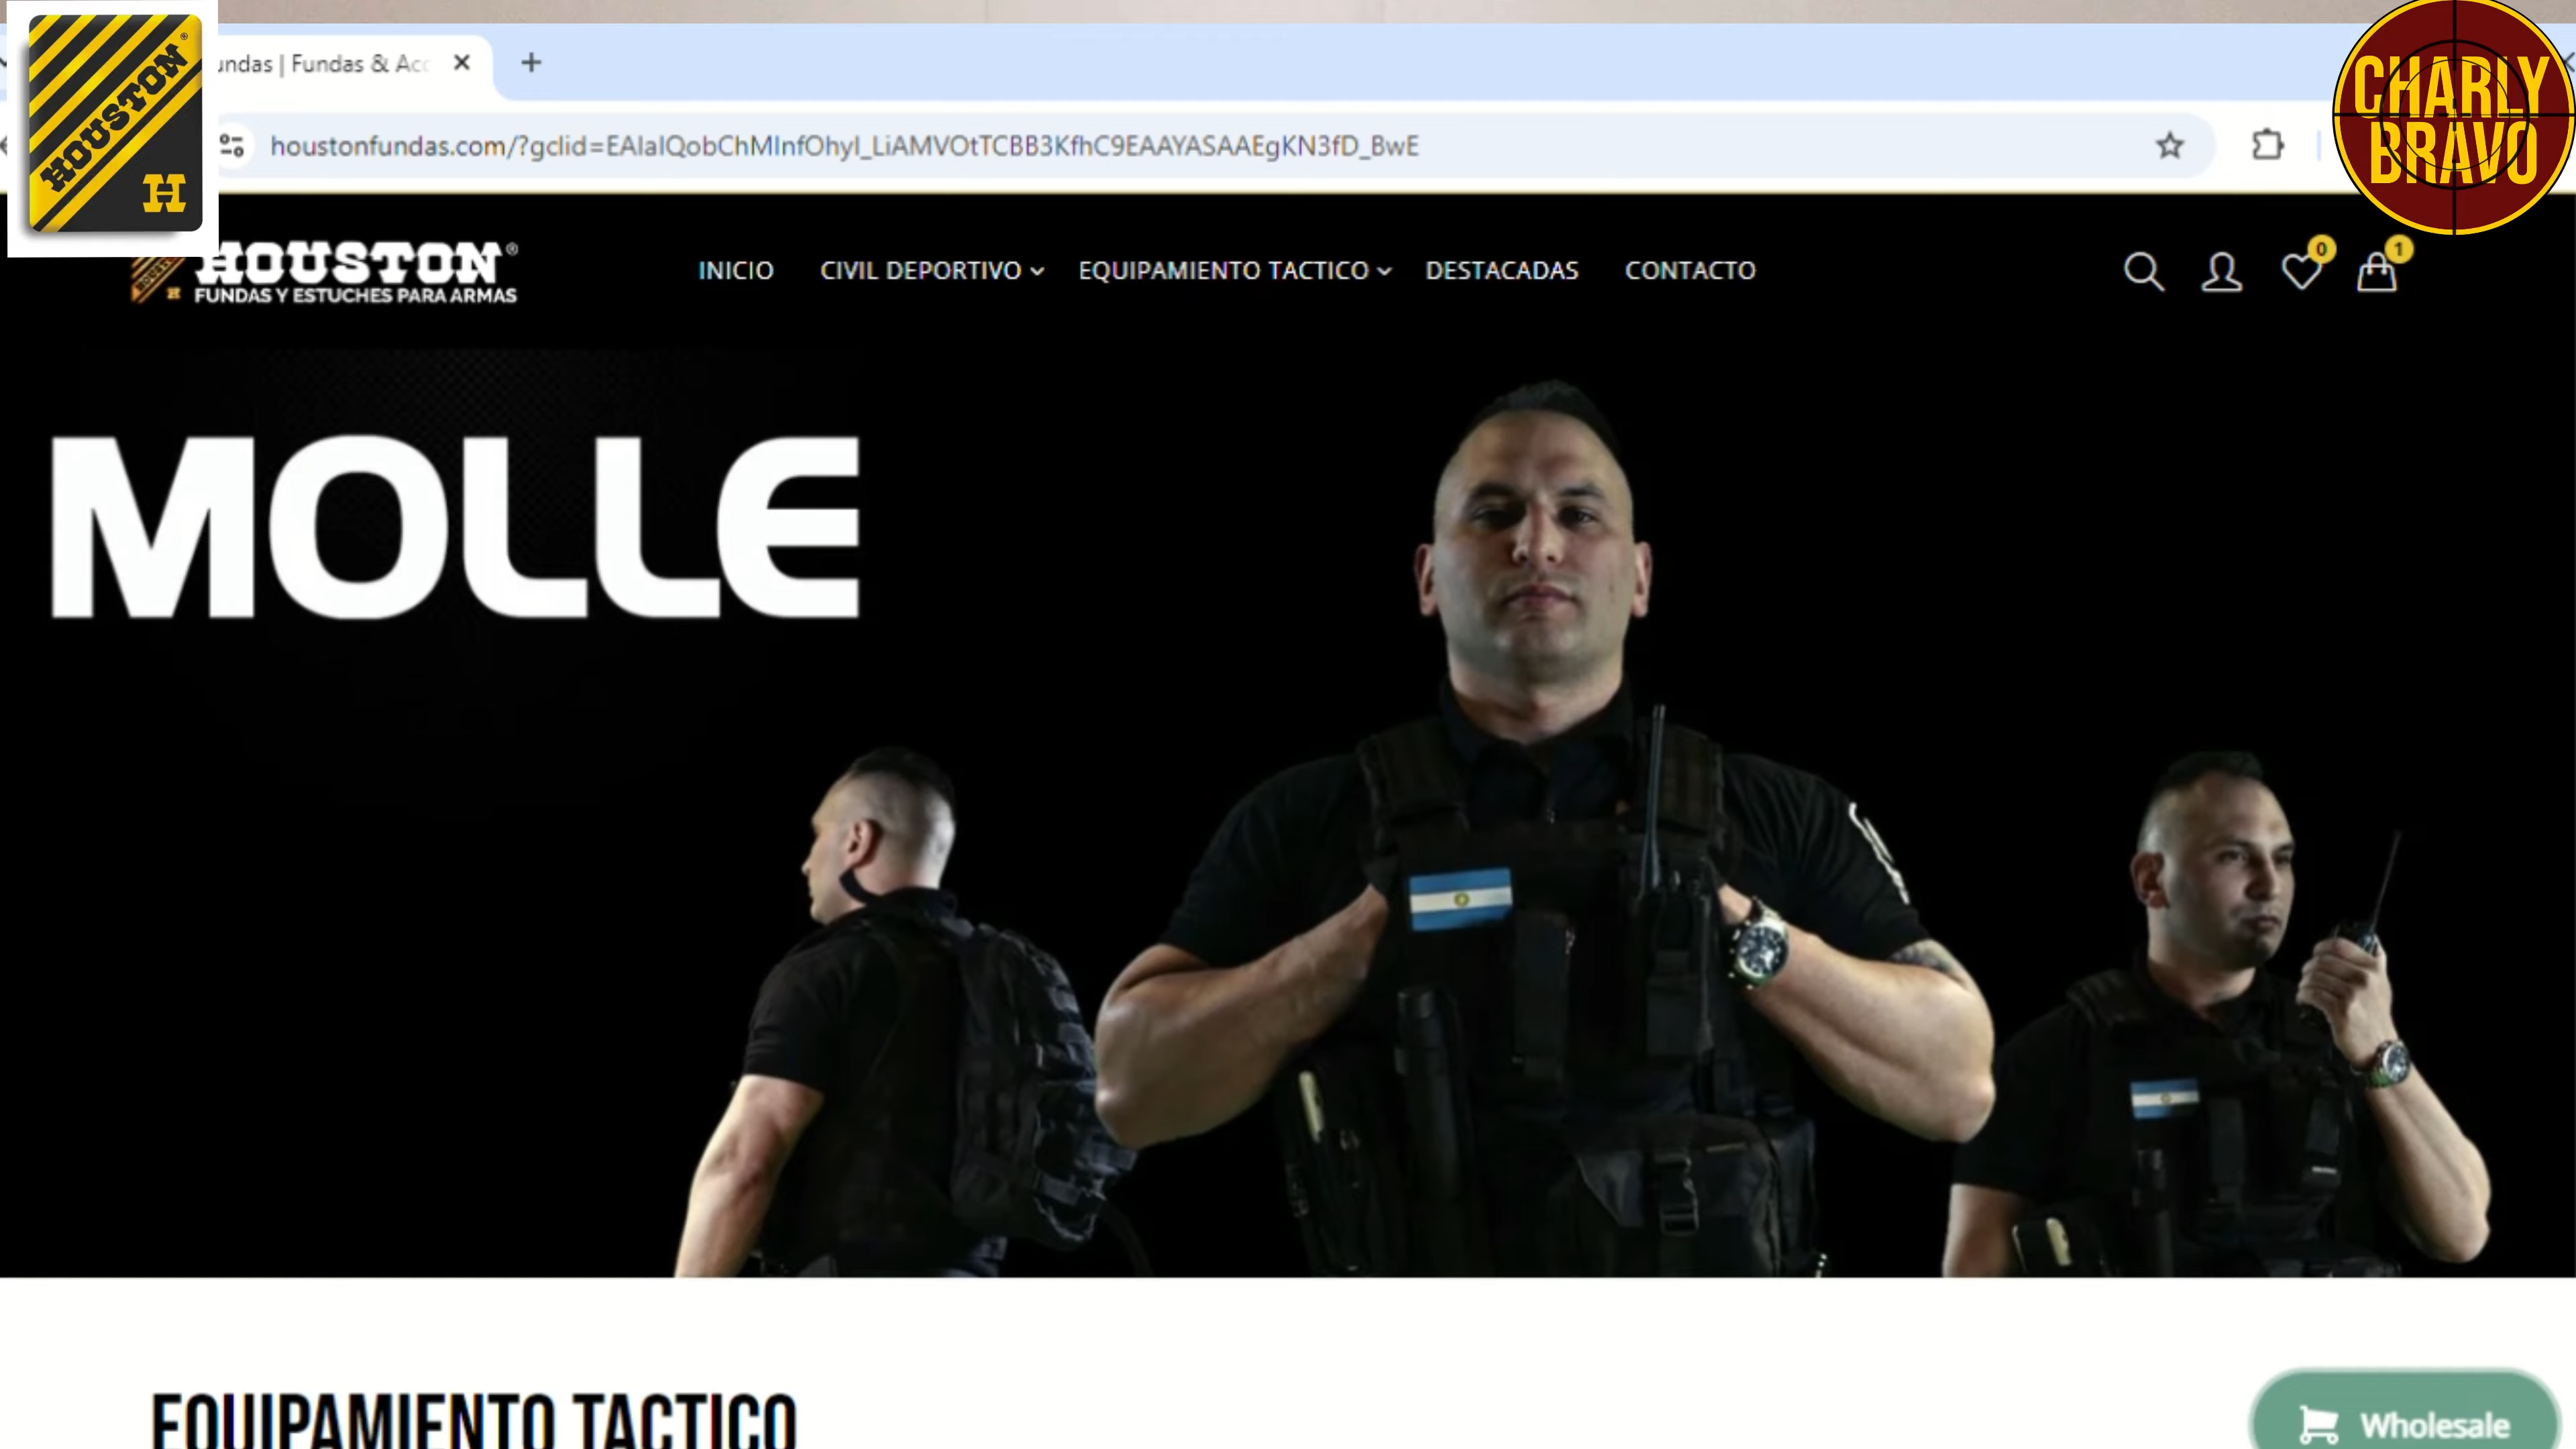 HOUSTON®
H
undas | Fundas & Acc
CHARLY
BRAVO
houstonfundas.com/?gclid=EAIaIQobChMInfOhyI_LiAMVOtTCBB3KfhC9EAAYASAAEgKN3fD_BwE
HOUSTON®
FUNDAS Y ESTUCHES PARA ARMAS
INICIO
CIVIL DEPORTIVO
EQUIPAMIENTO TACTICO
DESTACADAS
CONTACTO
0
1
MOLLE
EQUIPAMIENTO TACTICO
Wholesale